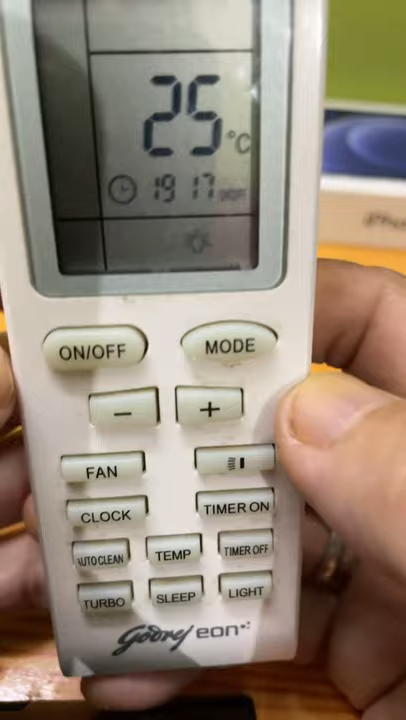 25 °C
19 17
ON/OFF MODE
− +
FAN
CLOCK TIMER ON
AUTO CLEAN TEMP TIMER OFF
TURBO SLEEP LIGHT
Godrej eon